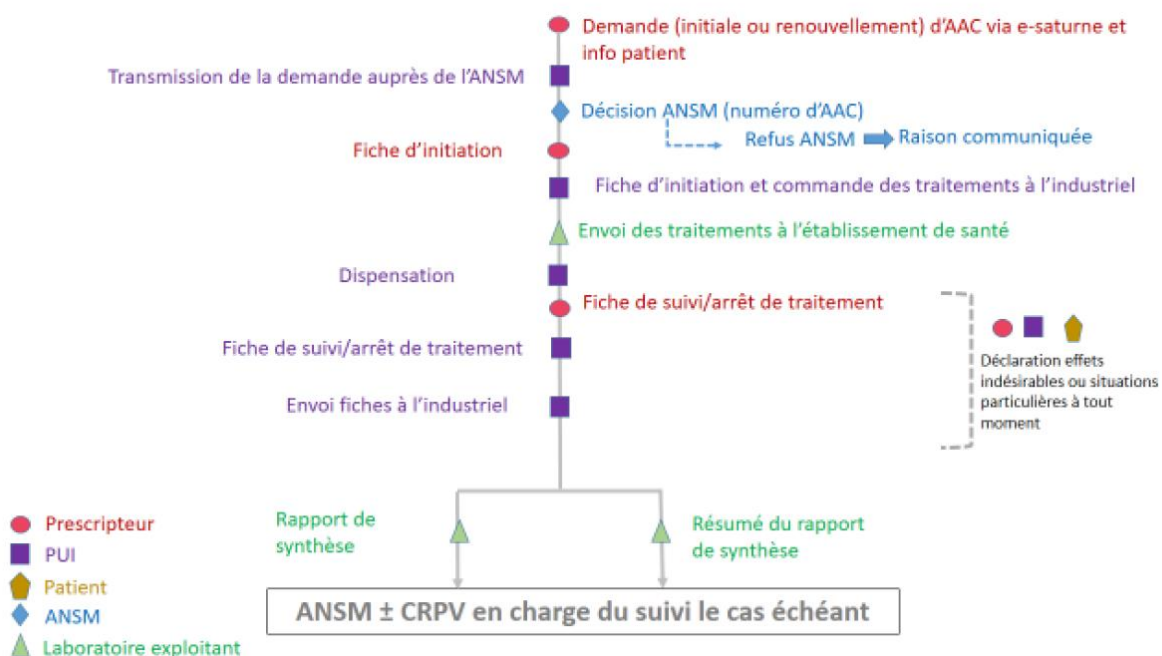 Demande (initiale ou renouvellement) d'AAC via e-saturne et
info patient
Transmission de la demande auprès de l'ANSM
Décision ANSM (numéro d'AAC)
Refus ANSM
Raison communiquée
Fiche d'initiation
Fiche d'initiation et commande des traitements à l'industriel
Envoi des traitements à l'établissement de santé
Dispensation
Fiche de suivi/arrêt de traitement
Fiche de suivi/arrêt de traitement
Envoi fiches à l'industriel
Déclaration effets
indésirables ou situations
particulières à tout
moment
Rapport de
synthèse
Résumé du rapport
de synthèse
ANSM ± CRPV en charge du suivi le cas échéant
Prescripteur
PUI
Patient
ANSM
Laboratoire exploitant